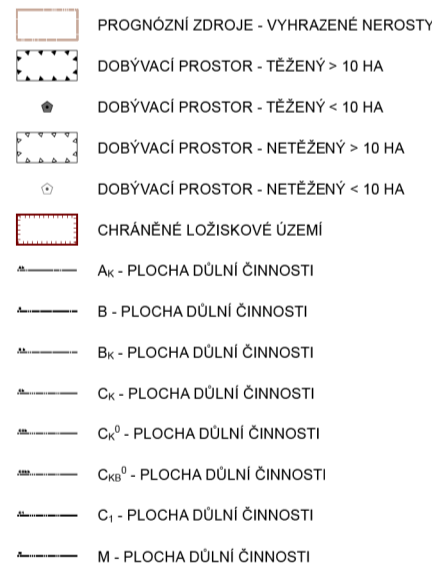 PROGNÓZNÍ ZDROJE - VYHRAZENÉ NEROSTY
DOBÝVACÍ PROSTOR - TĚŽENÝ > 10 HA
DOBÝVACÍ PROSTOR - TĚŽENÝ < 10 HA
DOBÝVACÍ PROSTOR - NETĚŽENÝ > 10 HA
DOBÝVACÍ PROSTOR - NETĚŽENÝ < 10 HA
CHRÁNĚNÉ LOŽISKOVÉ ÚZEMÍ
Aₖ - PLOCHA DŮLNÍ ČINNOSTI
B - PLOCHA DŮLNÍ ČINNOSTI
Bₖ - PLOCHA DŮLNÍ ČINNOSTI
Cₖ - PLOCHA DŮLNÍ ČINNOSTI
Cₖ⁰ - PLOCHA DŮLNÍ ČINNOSTI
C_KB⁰ - PLOCHA DŮLNÍ ČINNOSTI
C₁ - PLOCHA DŮLNÍ ČINNOSTI
M - PLOCHA DŮLNÍ ČINNOSTI